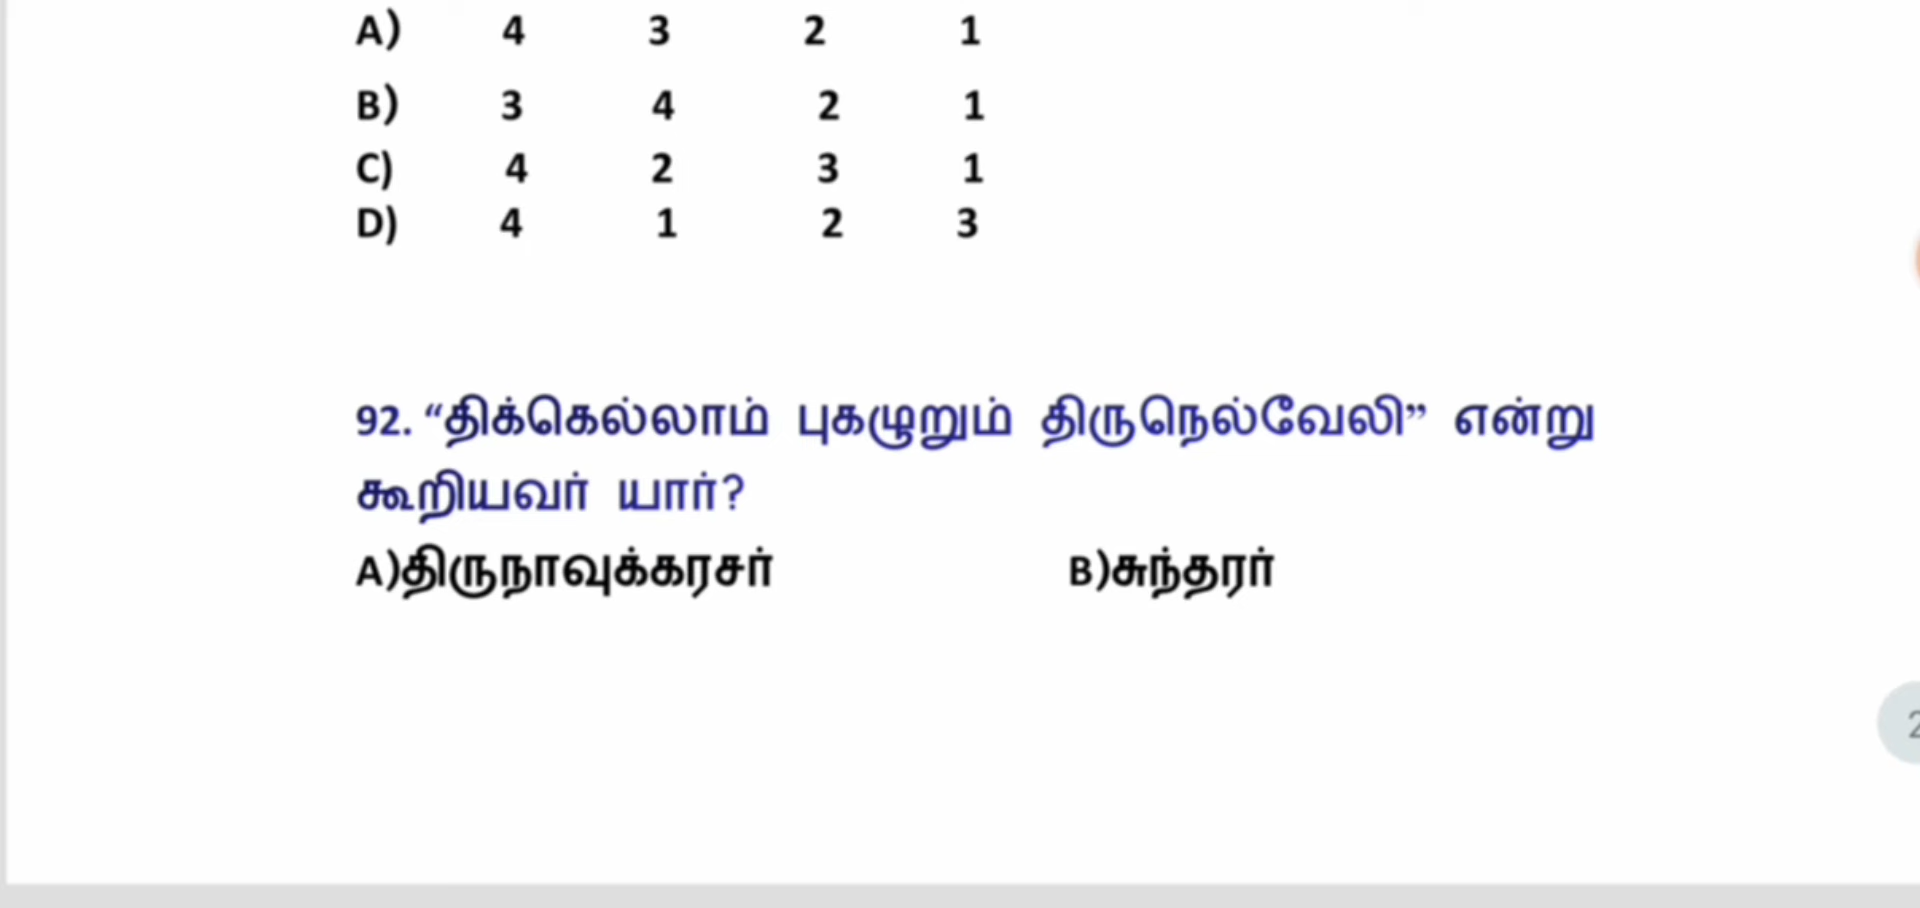 A) 4 3 2 1
B) 3 4 2 1
C) 4 2 3 1
D) 4 1 2 3
92. “திக்கெல்லாம் புகழுறும் திருநெல்வேலி” என்று
கூறியவர் யார்?
A)திருநாவுக்கரசர் B)சுந்தரர்
2